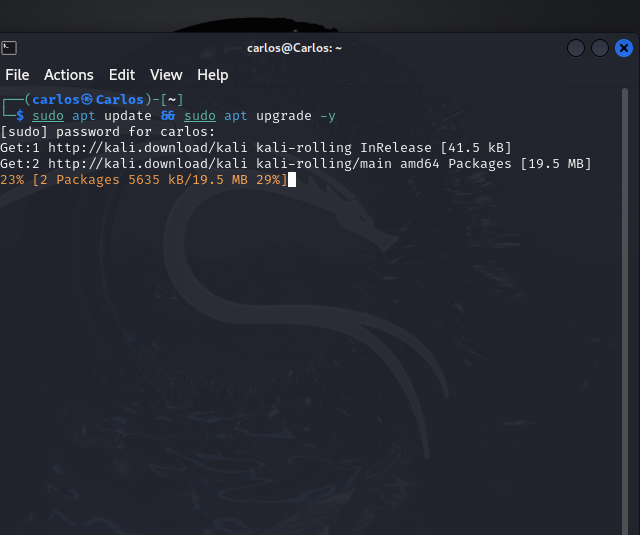 carlos@Carlos: ~
File Actions Edit View Help
┌──(carlos㉿Carlos)-[~]
└─$ sudo apt update && sudo apt upgrade -y
[sudo] password for carlos:
Get:1 http://kali.download/kali kali-rolling InRelease [41.5 kB]
Get:2 http://kali.download/kali kali-rolling/main amd64 Packages [19.5 MB]
23% [2 Packages 5635 kB/19.5 MB 29%]